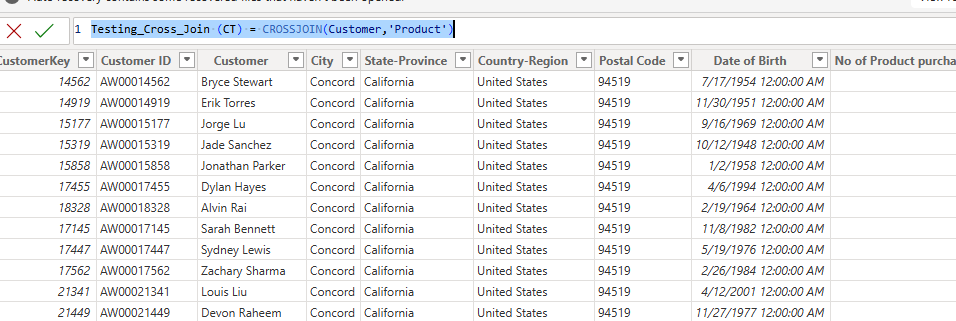 1 Testing_Cross_Join (CT) = CROSSJOIN(Customer,'Product')
CustomerKey Customer ID Customer City State-Province Country-Region Postal Code Date of Birth No of Product purcha
14562 AW00014562 Bryce Stewart Concord California United States 94519 7/17/1954 12:00:00 AM
14919 AW00014919 Erik Torres Concord California United States 94519 11/30/1951 12:00:00 AM
15177 AW00015177 Jorge Lu Concord California United States 94519 9/16/1969 12:00:00 AM
15319 AW00015319 Jade Sanchez Concord California United States 94519 10/12/1948 12:00:00 AM
15858 AW00015858 Jonathan Parker Concord California United States 94519 1/2/1958 12:00:00 AM
17455 AW00017455 Dylan Hayes Concord California United States 94519 4/6/1994 12:00:00 AM
18328 AW00018328 Alvin Rai Concord California United States 94519 2/19/1964 12:00:00 AM
17145 AW00017145 Sarah Bennett Concord California United States 94519 11/8/1982 12:00:00 AM
17447 AW00017447 Sydney Lewis Concord California United States 94519 5/19/1976 12:00:00 AM
17562 AW00017562 Zachary Sharma Concord California United States 94519 2/26/1984 12:00:00 AM
21341 AW00021341 Louis Liu Concord California United States 94519 4/12/2001 12:00:00 AM
21449 AW00021449 Devon Raheem Concord California United States 94519 11/27/1977 12:00:00 AM